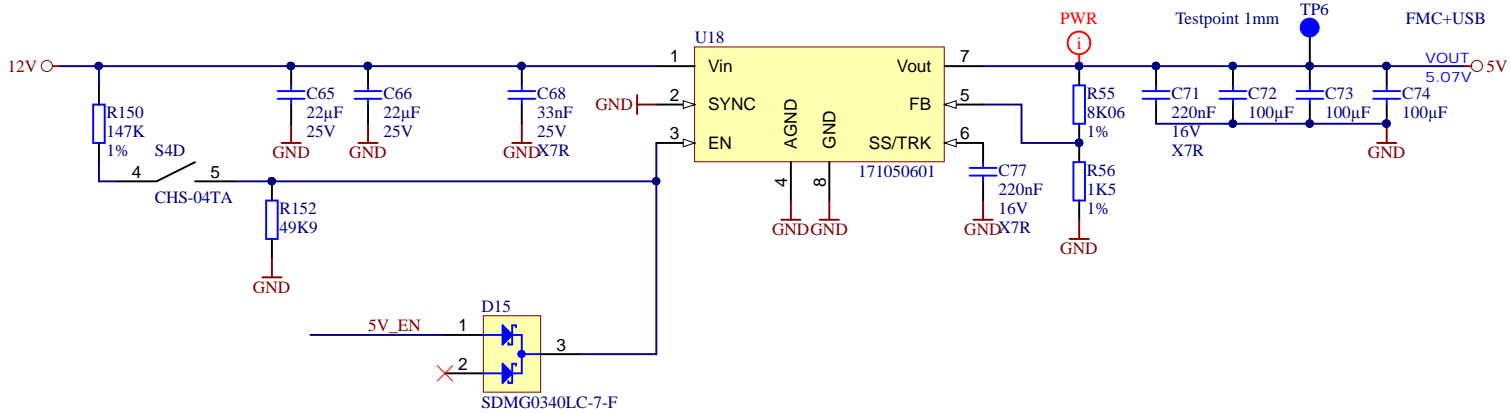 PWR
TP6
Testpoint 1mm
FMC+USB
12V
U18
1
Vin
Vout
7
VOUT
5.07V
5V
R150
147K
1%
C65
22µF
25V
GND
C66
22µF
25V
GND
C68
33nF
25V
X7R
GND
GND
2
SYNC
3
EN
AGND
GND
FB
5
SS/TRK
6
4
8
171050601
GND
GND
R55
8K06
1%
C71
220nF
16V
X7R
C72
100µF
C73
100µF
C74
100µF
GND
S4D
4
5
CHS-04TA
R152
49K9
GND
C77
220nF
16V
X7R
GND
R56
1K5
1%
GND
D15
5V_EN
1
2
3
SDMG0340LC-7-F